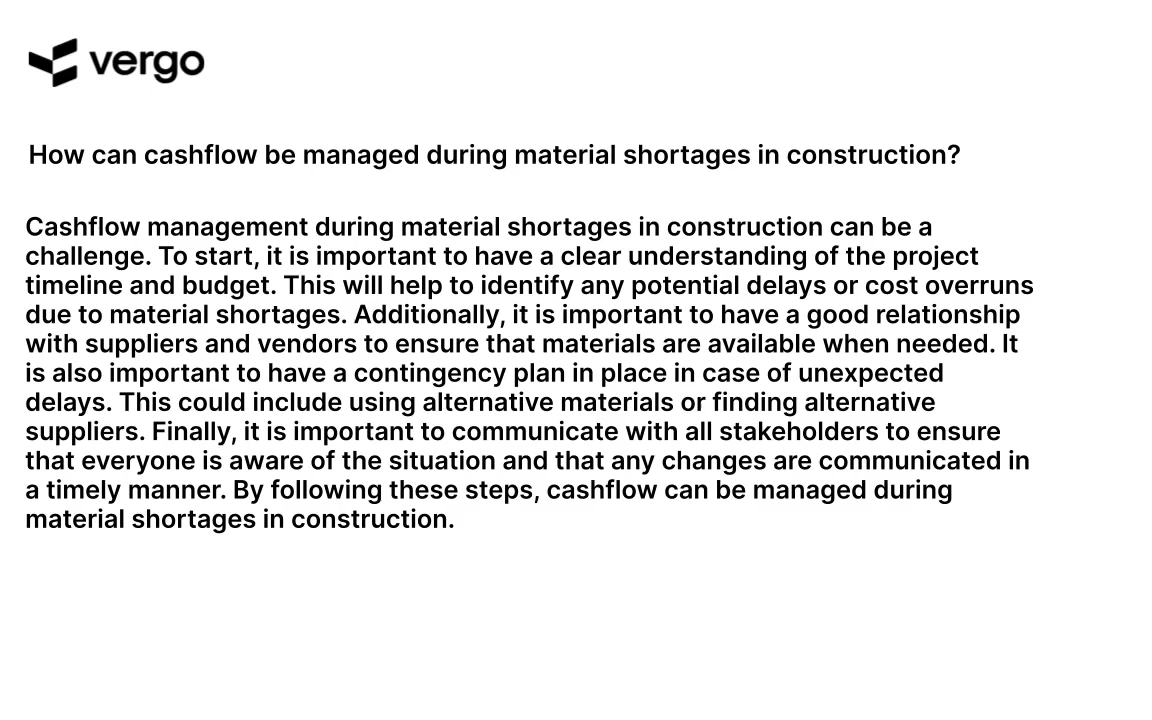 vergo
How can cashflow be managed during material shortages in construction?
Cashflow management during material shortages in construction can be a
challenge. To start, it is important to have a clear understanding of the project
timeline and budget. This will help to identify any potential delays or cost overruns
due to material shortages. Additionally, it is important to have a good relationship
with suppliers and vendors to ensure that materials are available when needed. It
is also important to have a contingency plan in place in case of unexpected
delays. This could include using alternative materials or finding alternative
suppliers. Finally, it is important to communicate with all stakeholders to ensure
that everyone is aware of the situation and that any changes are communicated in
a timely manner. By following these steps, cashflow can be managed during
material shortages in construction.